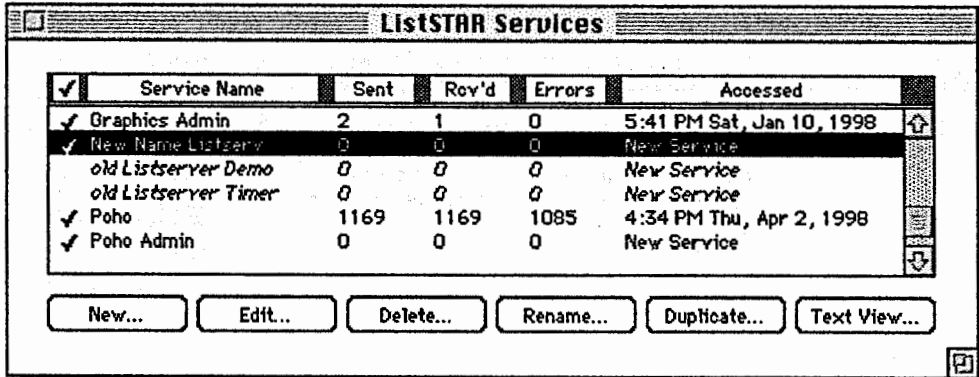 ListSTAR Services
✓ Service Name Sent Rcv'd Errors Accessed
✓ Graphics Admin 2 1 0 5:41 PM Sat, Jan 10, 1998
✓ New Name Listserv 0 0 0 New Service
old Listserver Demo 0 0 0 New Service
old Listserver Timer 0 0 0 New Service
✓ Poho 1169 1169 1085 4:34 PM Thu, Apr 2, 1998
✓ Poho Admin 0 0 0 New Service
New... Edit... Delete... Rename... Duplicate... Text View...